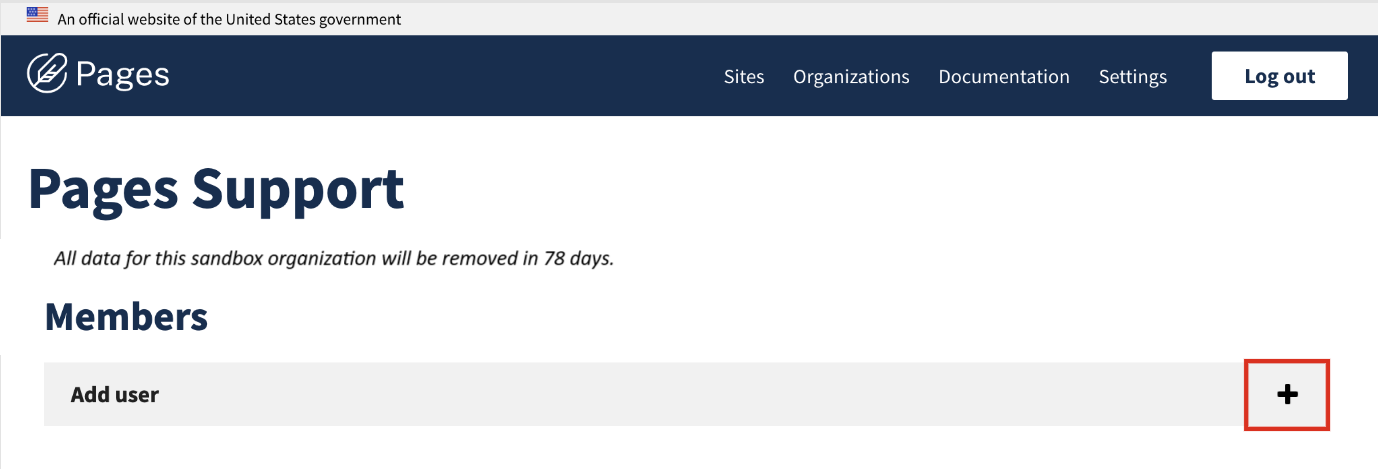 An official website of the United States government
Pages
Sites Organizations Documentation Settings Log out
Pages Support
All data for this sandbox organization will be removed in 78 days.
Members
Add user